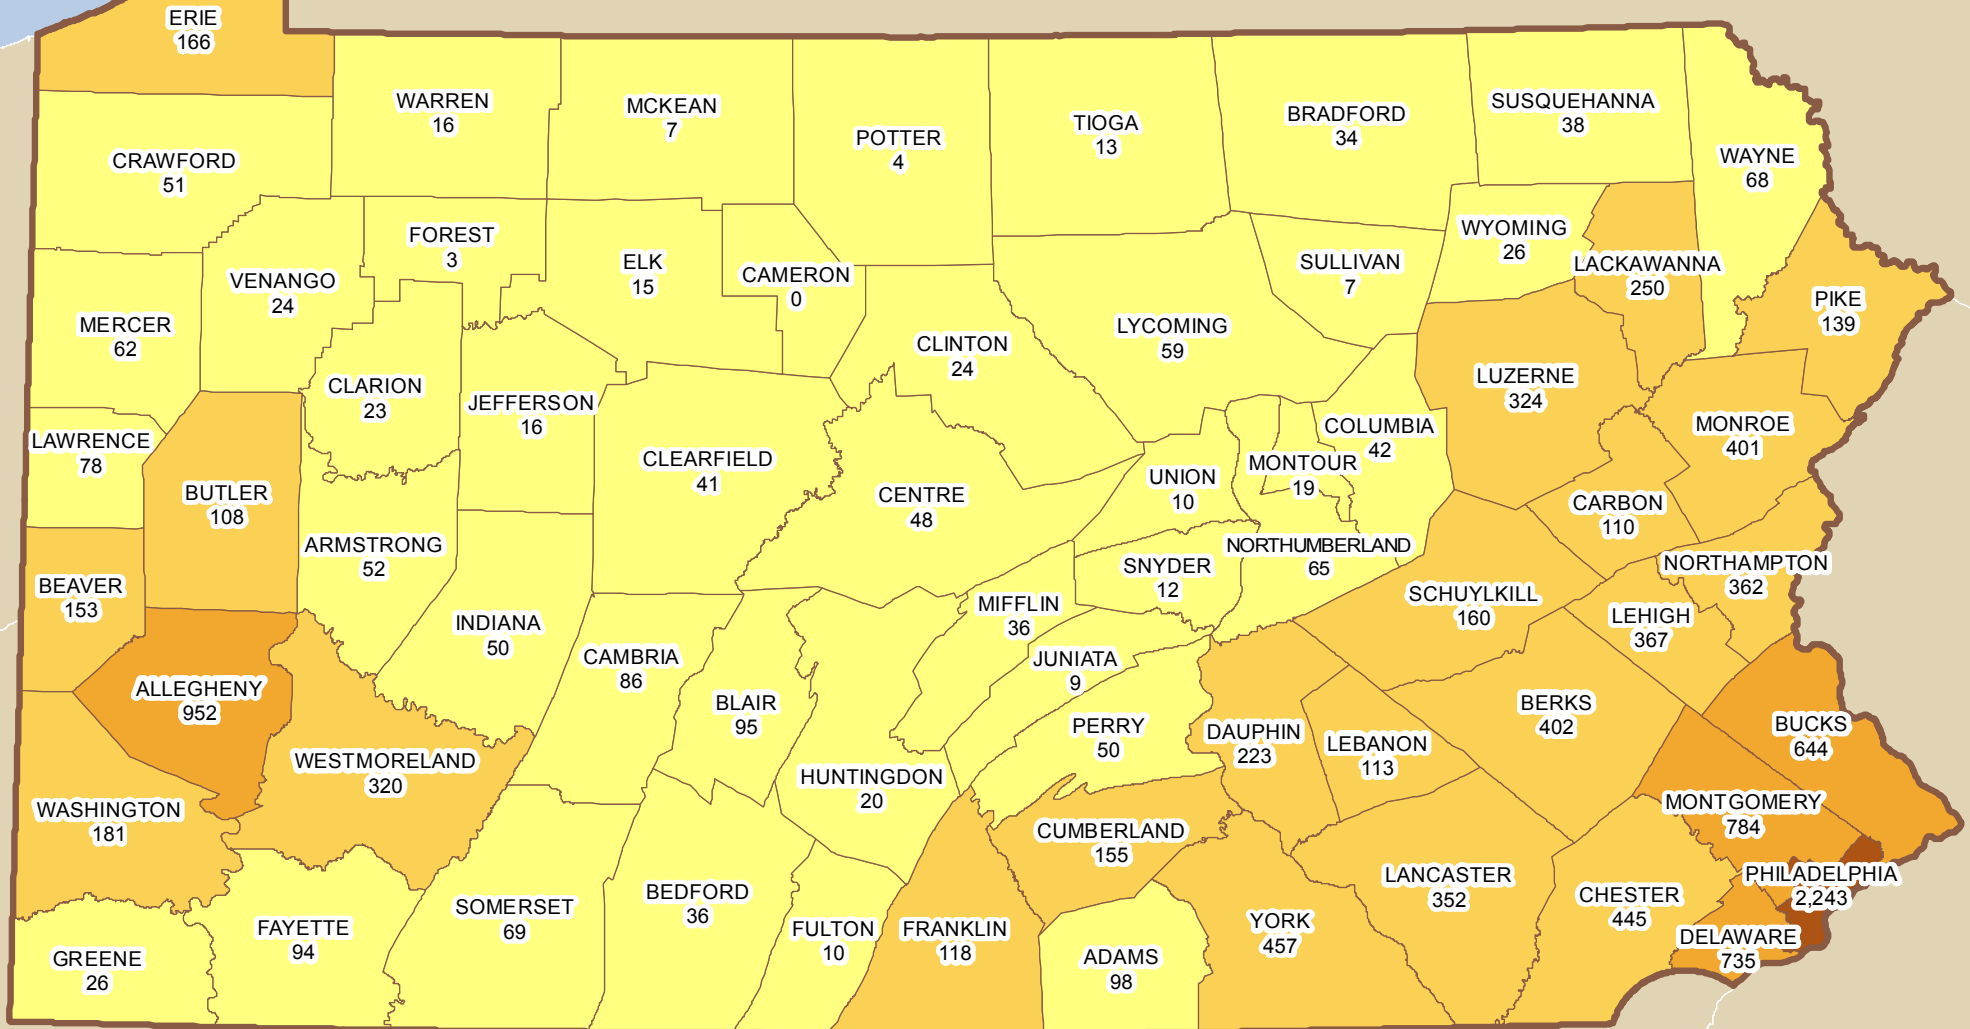 ERIE
166
WARREN
16
MCKEAN
7
POTTER
4
TIOGA
13
BRADFORD
34
SUSQUEHANNA
38
WAYNE
68
CRAWFORD
51
FOREST
3
VENANGO
24
ELK
15
CAMERON
0
SULLIVAN
7
WYOMING
26
LACKAWANNA
250
PIKE
139
MERCER
62
CLARION
23
JEFFERSON
16
CLINTON
24
LYCOMING
59
LUZERNE
324
MONROE
401
COLUMBIA
42
LAWRENCE
78
BUTLER
108
CLEARFIELD
41
CENTRE
48
UNION
10
MONTOUR
19
CARBON
110
ARMSTRONG
52
NORTHUMBERLAND
65
SNYDER
12
NORTHAMPTON
362
BEAVER
153
INDIANA
50
MIFFLIN
36
SCHUYLKILL
160
LEHIGH
367
CAMBRIA
86
JUNIATA
9
ALLEGHENY
952
BLAIR
95
PERRY
50
DAUPHIN
223
LEBANON
113
BERKS
402
BUCKS
644
WESTMORELAND
320
HUNTINGDON
20
WASHINGTON
181
CUMBERLAND
155
MONTGOMERY
784
PHILADELPHIA
2,243
LANCASTER
352
CHESTER
445
BEDFORD
36
SOMERSET
69
FAYETTE
94
FULTON
10
FRANKLIN
118
YORK
457
DELAWARE
735
GREENE
26
ADAMS
98